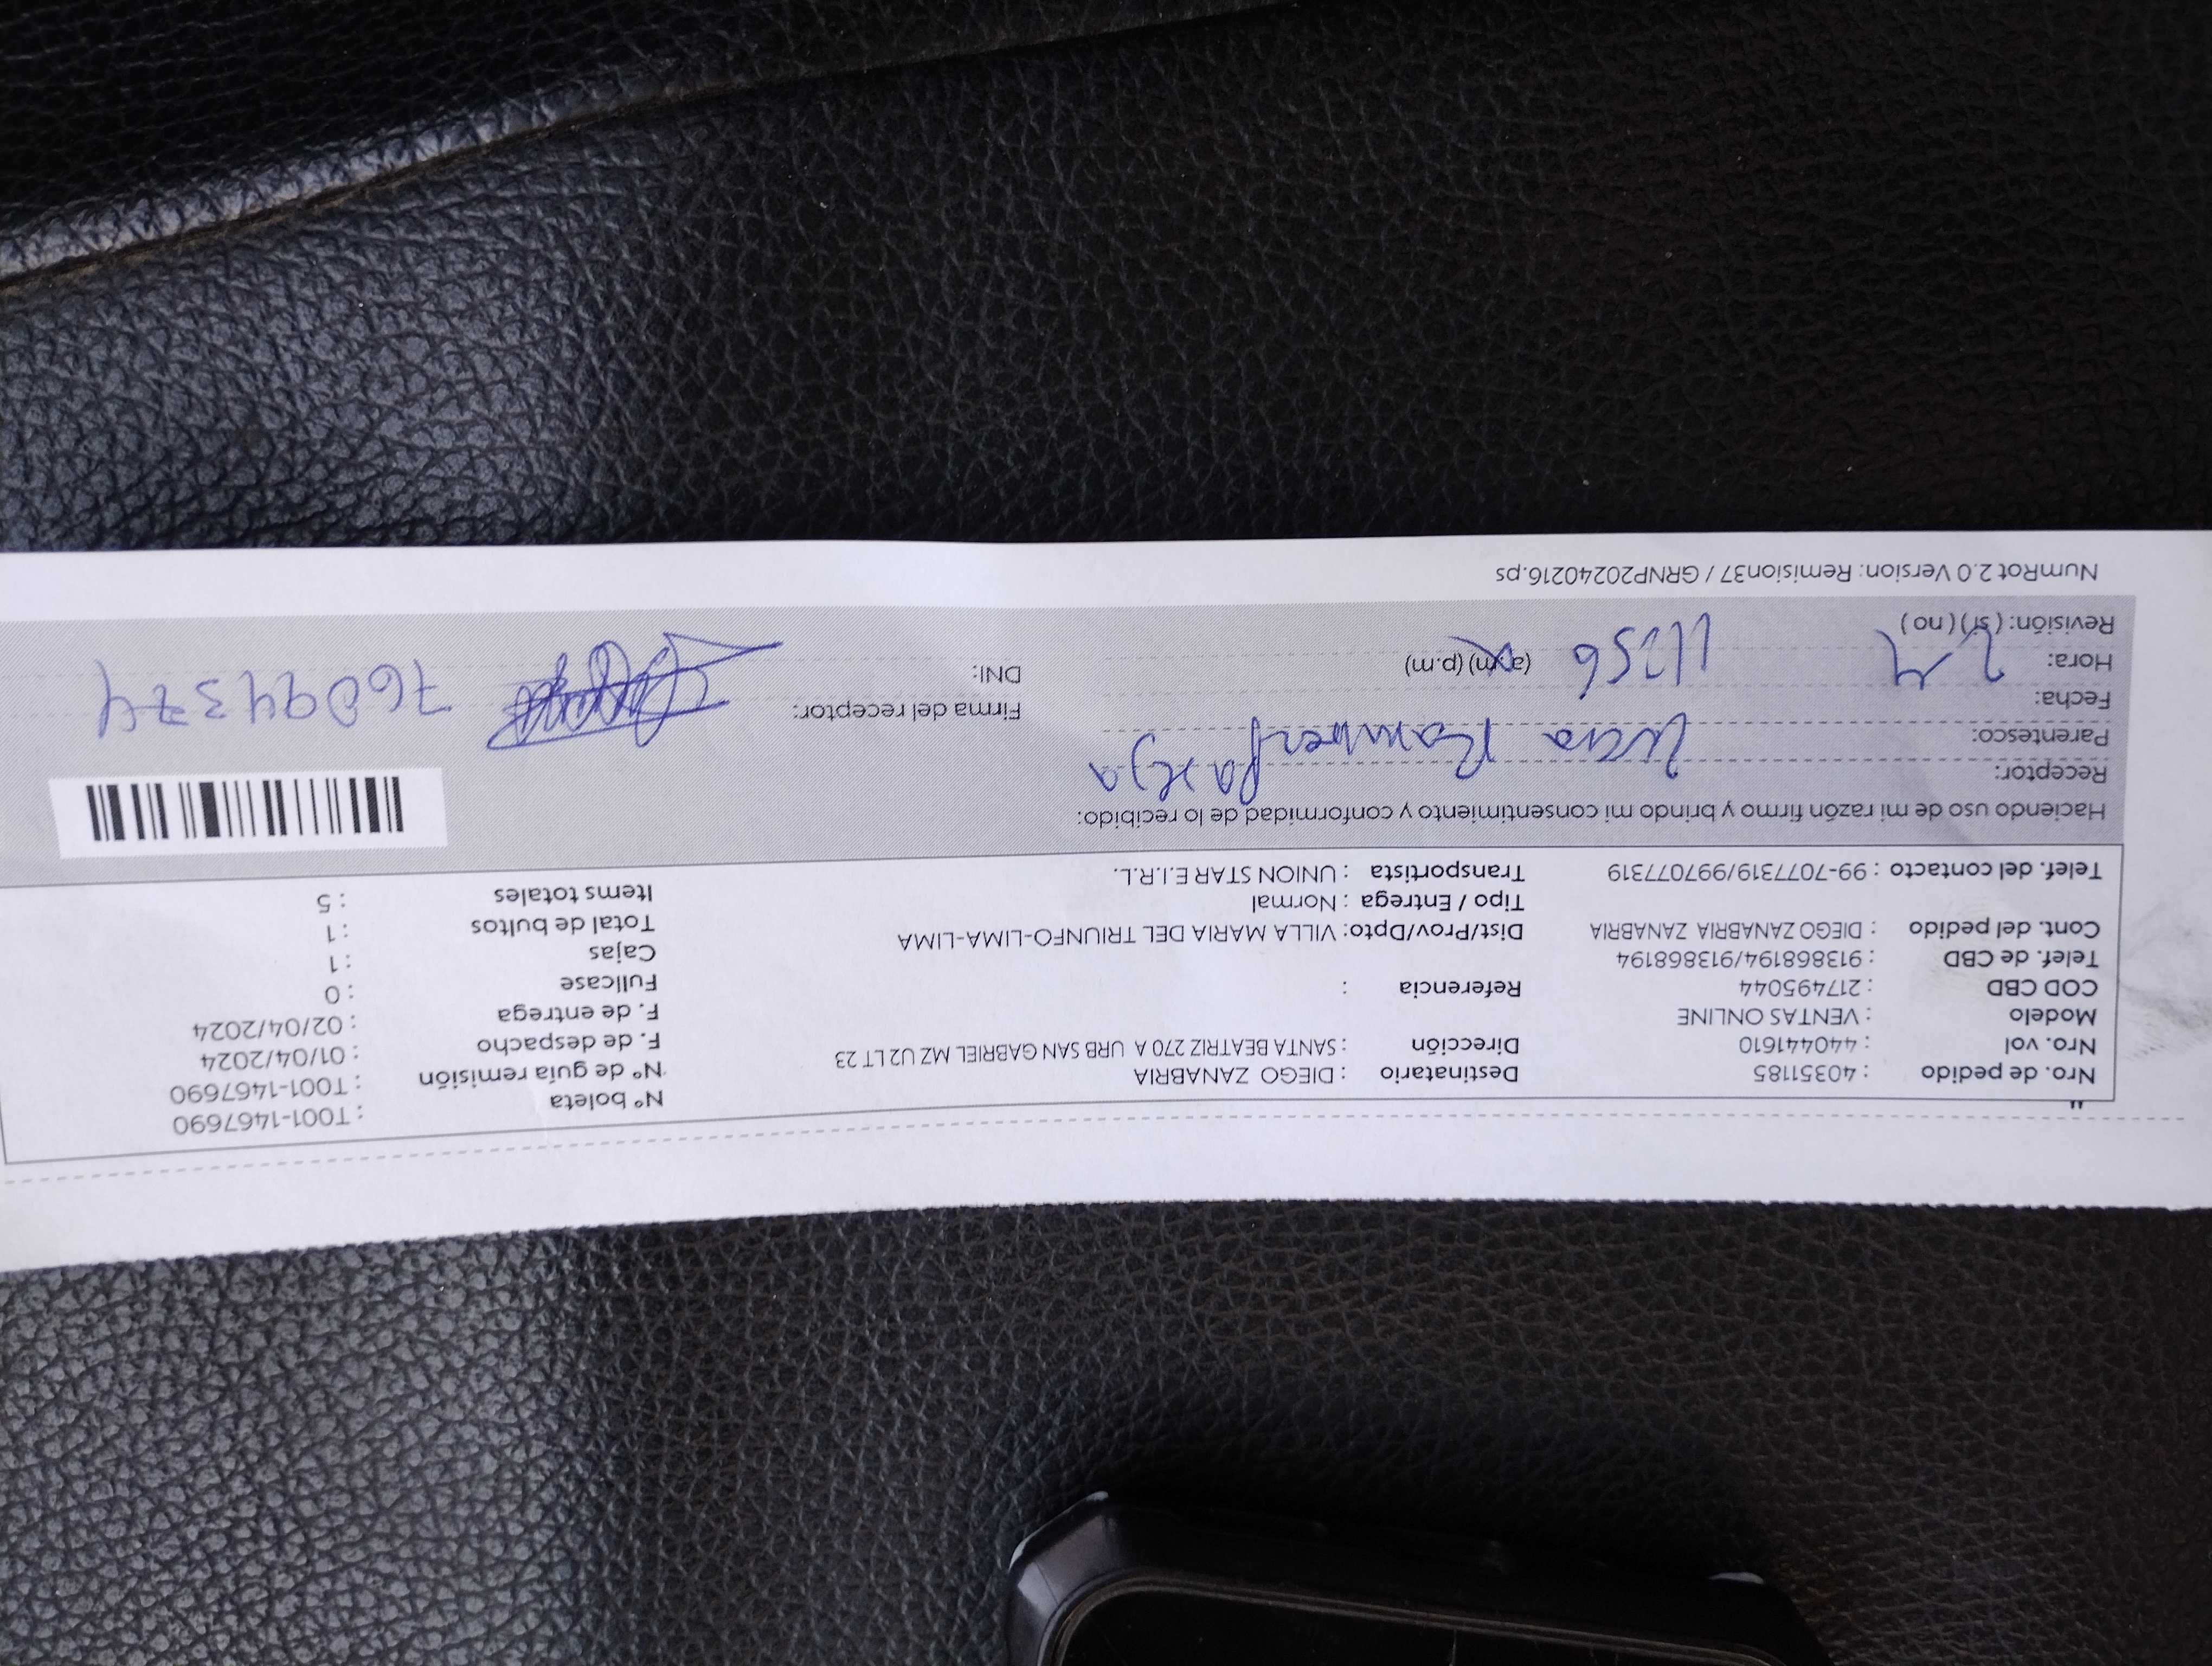 Nro. de pedido : 40351185 Destinatario : DIEGO ZANABRIA N° boleta : T001-1467690
Nro. vol : 44044161O Dirección : SANTA BEATRIZ 270 A URB SAN GABRIEL MZ U2 LT 23 N° de guía remisión : T001-1467690
Modelo : VENTAS ONLINE F. de despacho : 01/04/2024
COD CBD : 217495044 Referencia : F. de entrega : 02/04/2024
Telef. de CBD : 913868194/913868194 Fullcase : 0
Cont. del pedido : DIEGO ZANABRIA ZANABRIA Dist/Prov/Dpto: VILLA MARIA DEL TRIUNFO-LIMA-LIMA Cajas : 1
Tipo / Entrega : Normal Total de bultos : 1
Telef. del contacto : 99-7077319/997077319 Transportista : UNION STAR E.I.R.L. Items totales : 5
Haciendo uso de mi razón firmo y brindo mi consentimiento y conformidad de lo recibido:
Receptor: Ramirez
Parentesco: pareja
Fecha: Firma del receptor: 76094374
Hora: 2 4 11:56 (a.m) (p.m) DNI:
Revisión: (si) (no)
NumRot 2.0 Version: Remision37 / GRNP20240216.ps